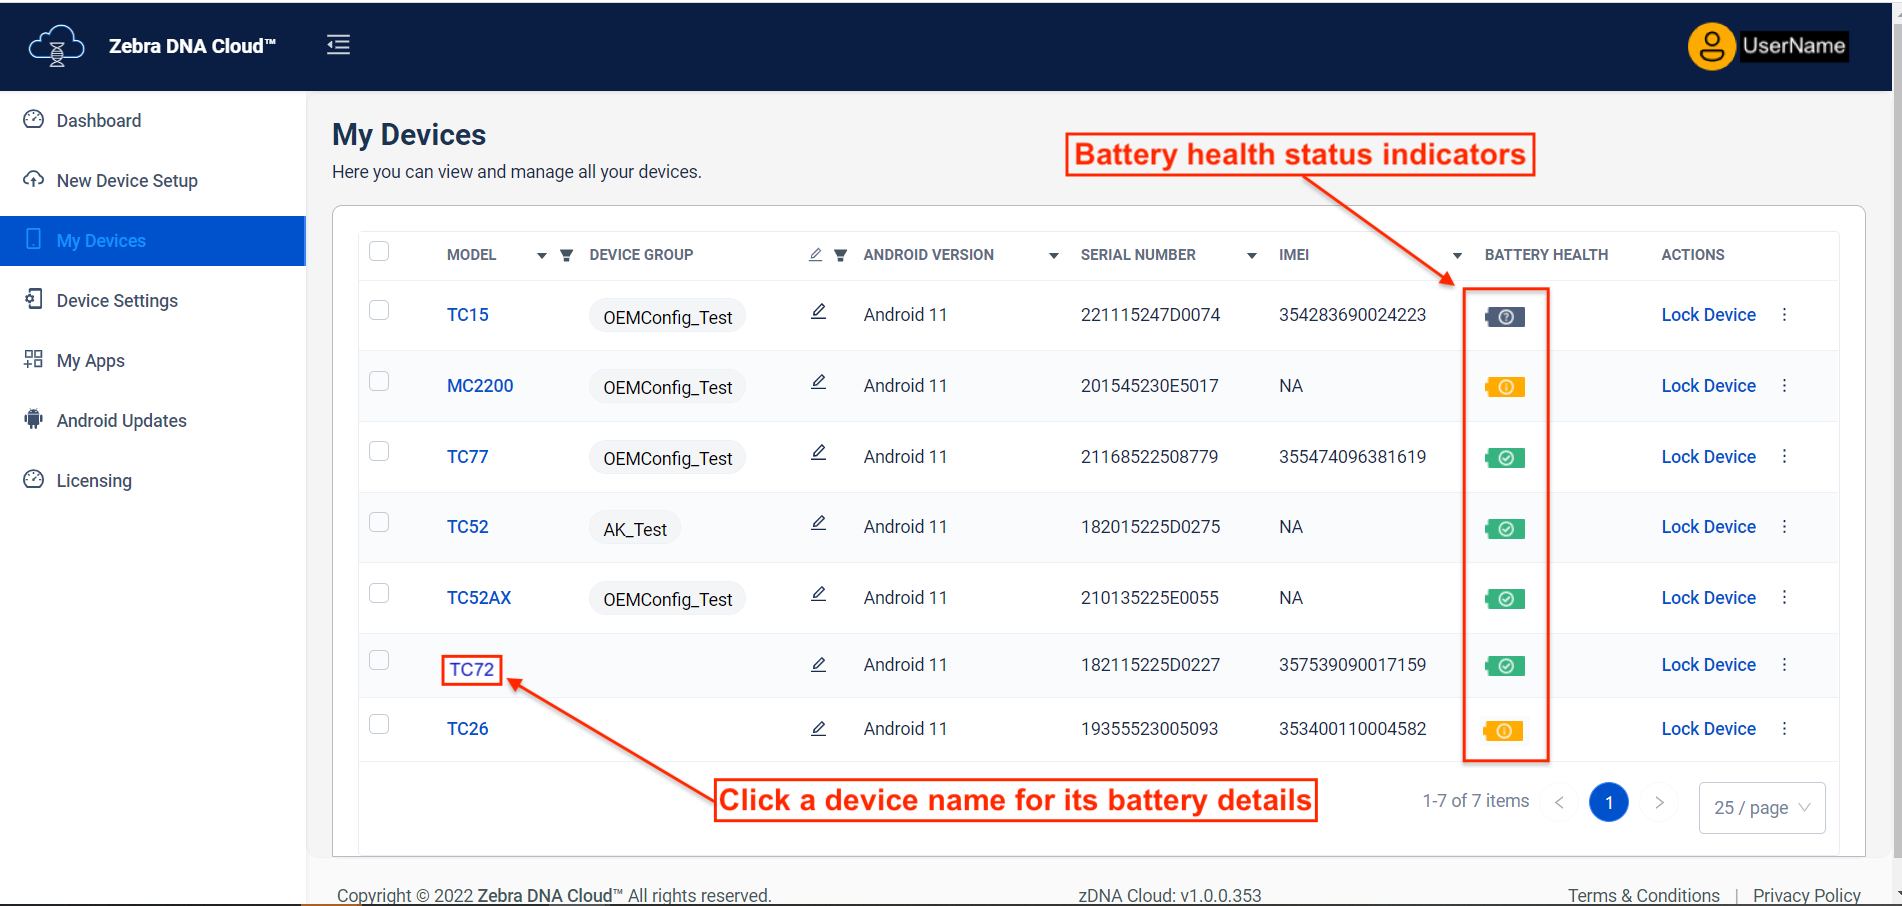 Zebra DNA Cloud™
UserName
Dashboard
New Device Setup
My Devices
Device Settings
My Apps
Android Updates
Licensing
My Devices
Here you can view and manage all your devices.
Battery health status indicators
MODEL DEVICE GROUP ANDROID VERSION SERIAL NUMBER IMEI BATTERY HEALTH ACTIONS
TC15 OEMConfig_Test Android 11 221115247D0074 354283690024223 Lock Device
MC2200 OEMConfig_Test Android 11 201545230E5017 NA Lock Device
TC77 OEMConfig_Test Android 11 21168522508779 355474096381619 Lock Device
TC52 AK_Test Android 11 182015225D0275 NA Lock Device
TC52AX OEMConfig_Test Android 11 210135225E0055 NA Lock Device
TC72 Android 11 182115225D0227 357539090017159 Lock Device
TC26 Android 11 19355523005093 353400110004582 Lock Device
Click a device name for its battery details
1-7 of 7 items < 1 > 25 / page
Copyright © 2022 Zebra DNA Cloud™ All rights reserved. zDNA Cloud: v1.0.0.353 Terms & Conditions | Privacy Policy